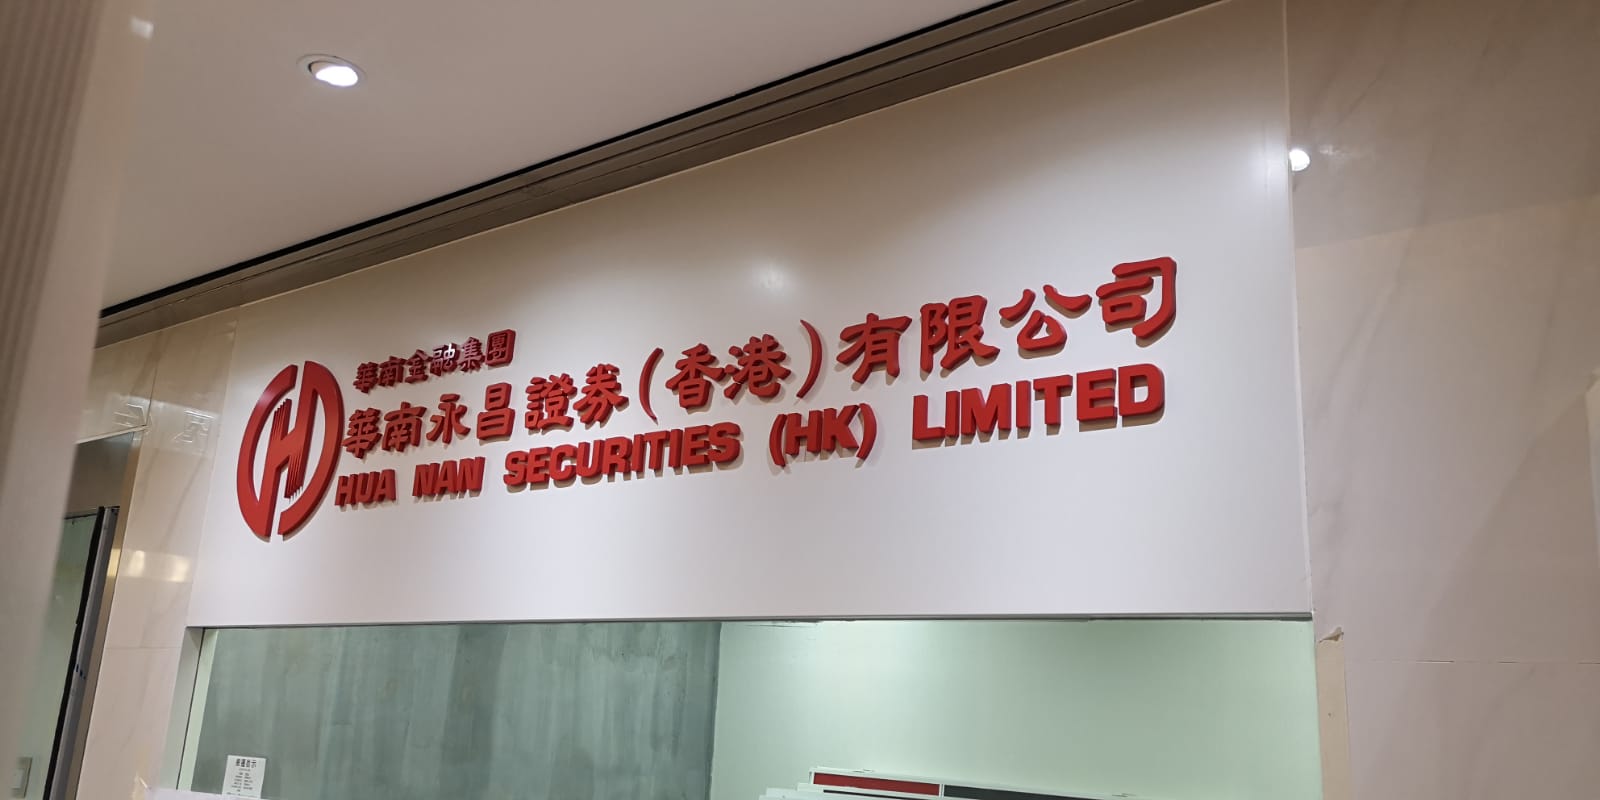 華南金融集團
華南永昌證券(香港)有限公司
HUA NAN SECURITIES (HK) LIMITED